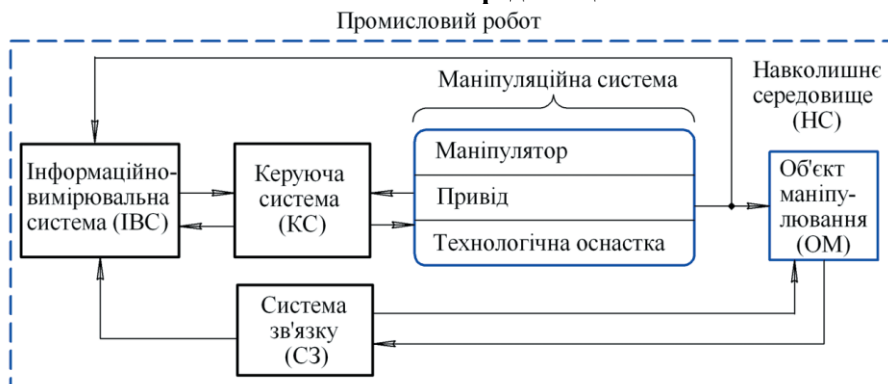 Промисловий робот
Маніпуляційна система
Навколишнє
середовище
(НС)
Інформаційно-
вимірювальна
система (ІВС)
Керуюча
система
(КС)
Маніпулятор
Привід
Технологічна оснастка
Об'єкт
маніпу-
лювання
(ОМ)
Система
зв'язку
(СЗ)